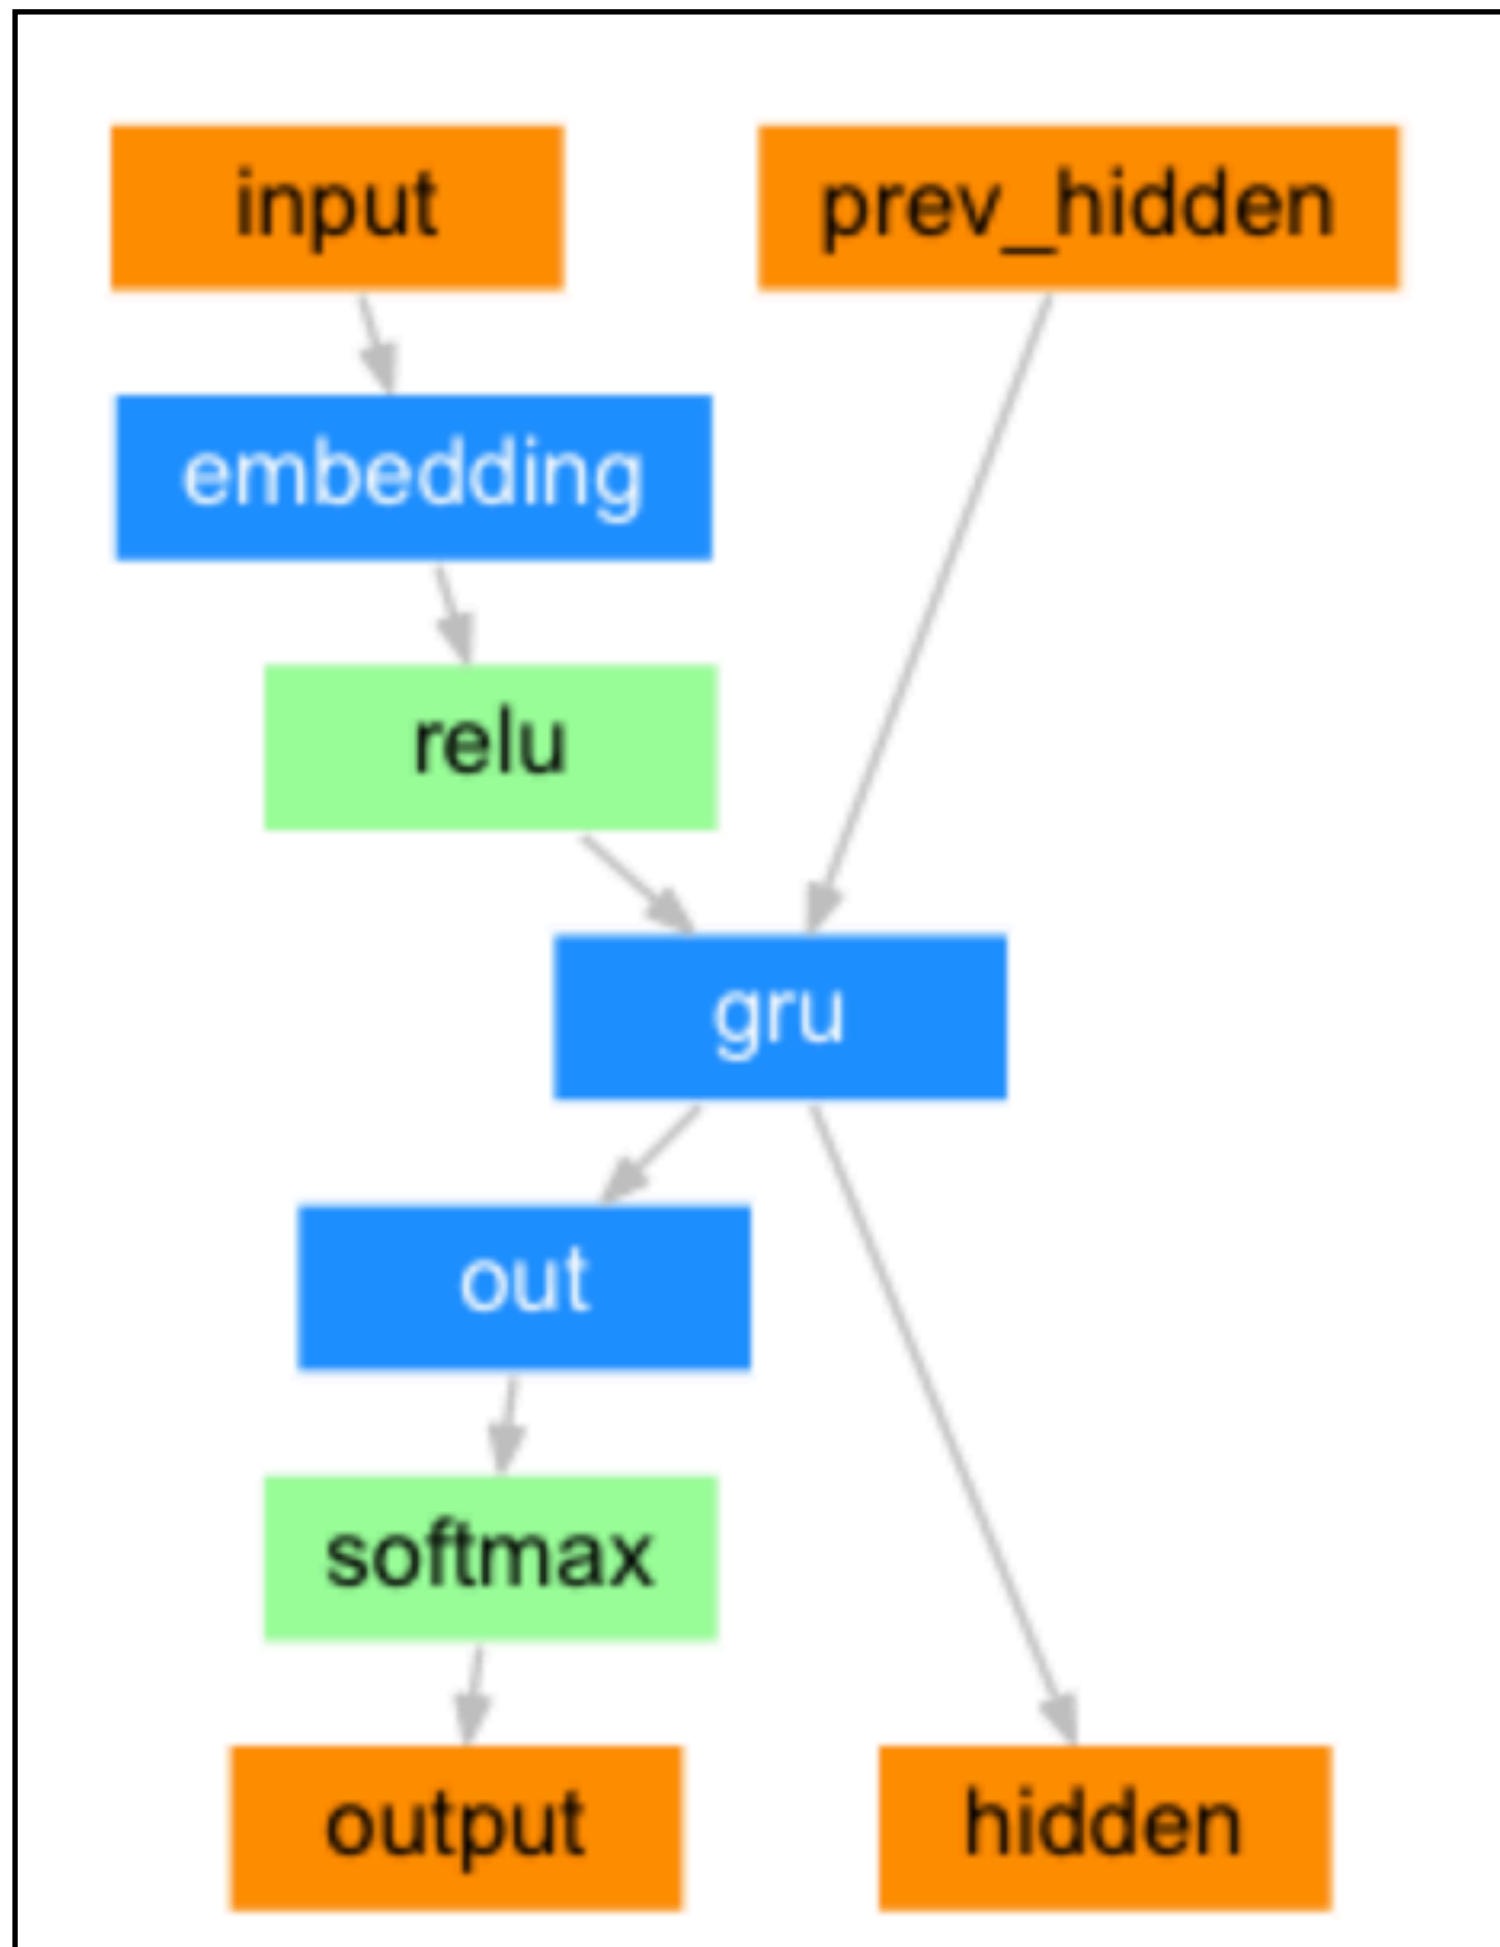 input
prev_hidden
embedding
relu
gru
out
softmax
output
hidden